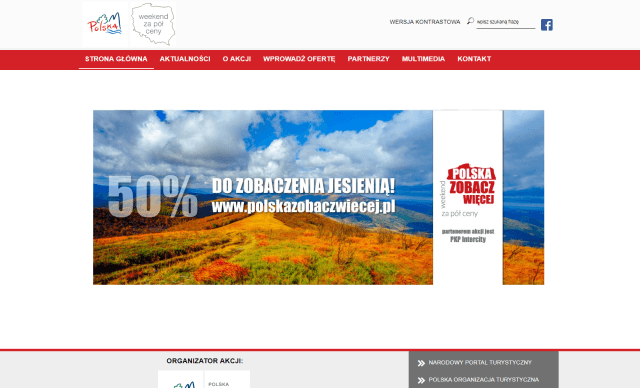 Polska
weekend
za pół
ceny
WERSJA KONTRASTOWA
wpisz szukaną frazę
STRONA GŁÓWNA AKTUALNOŚCI O AKCJI WPROWADŹ OFERTĘ PARTNERZY MULTIMEDIA KONTAKT
50%
DO ZOBACZENIA JESIENIĄ!
www.polskazobaczwiecej.pl
POLSKA
ZOBACZ
WIĘCEJ
weekend
za pół ceny
partnerem akcji jest
PKP Intercity
ORGANIZATOR AKCJI:
POLSKA
NARODOWY PORTAL TURYSTYCZNY
POLSKA ORGANIZACJA TURYSTYCZNA